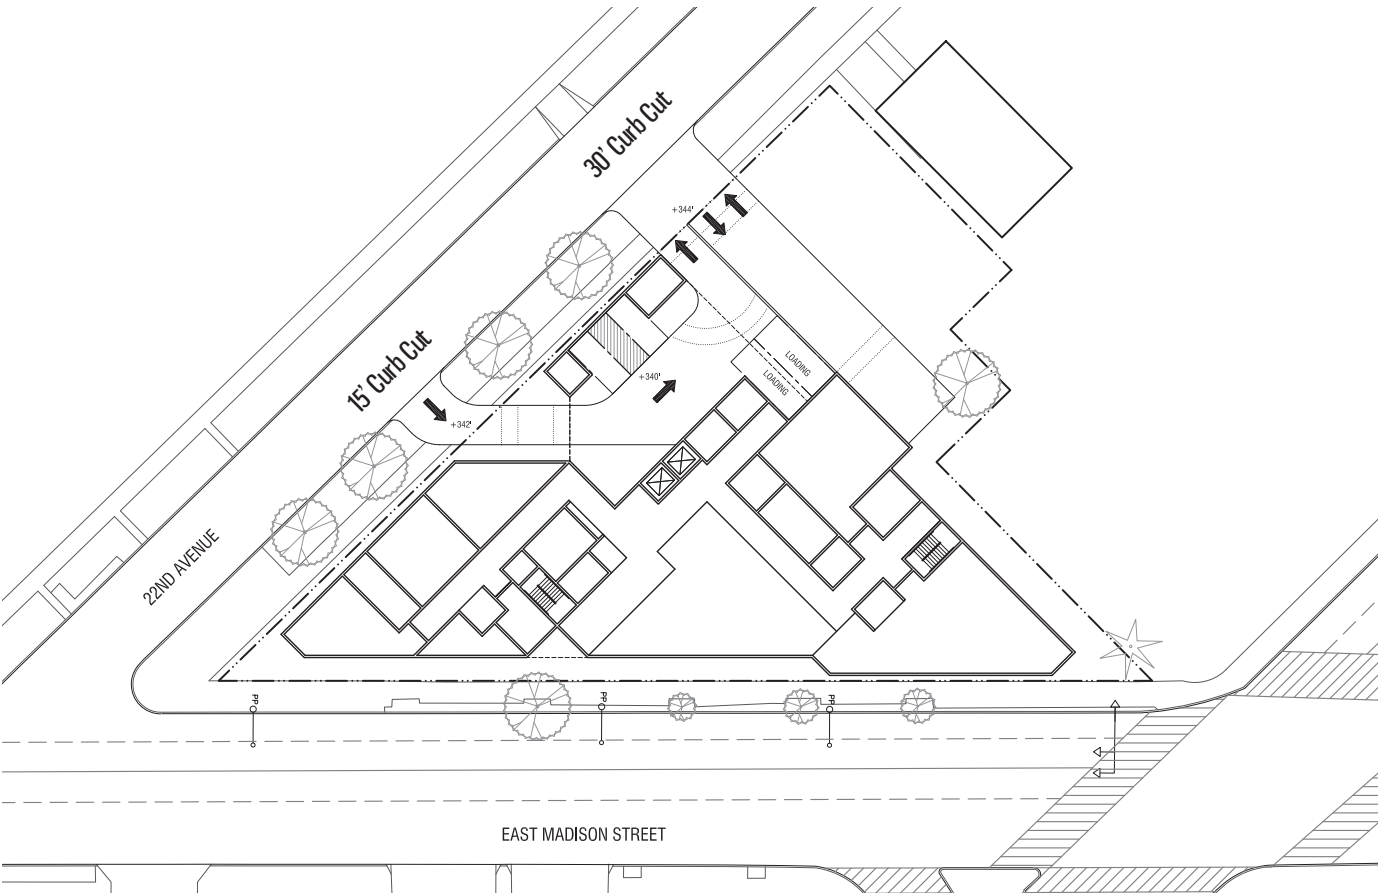 30' Curb Cut
+344'
15' Curb Cut
LOADING
LOADING
+340'
+342'
22ND AVENUE
PP
PP
PP
EAST MADISON STREET